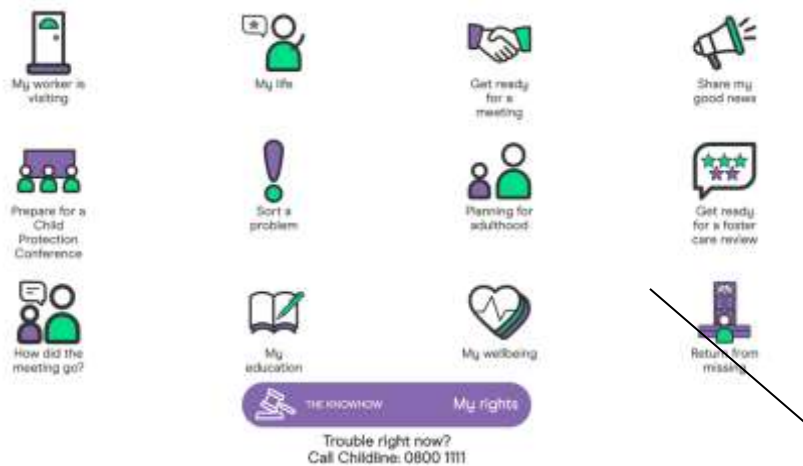 My worker is
visiting
My life
Get ready
for a
meeting
Share my
good news
Prepare for a
Child
Protection
Conference
Sort a
problem
Planning for
adulthood
Get ready
for a foster
care review
How did the
meeting go?
My
education
My wellbeing
Return from
missing
THE KNOWHOW
My rights
Trouble right now?
Call Childline: 0800 1111